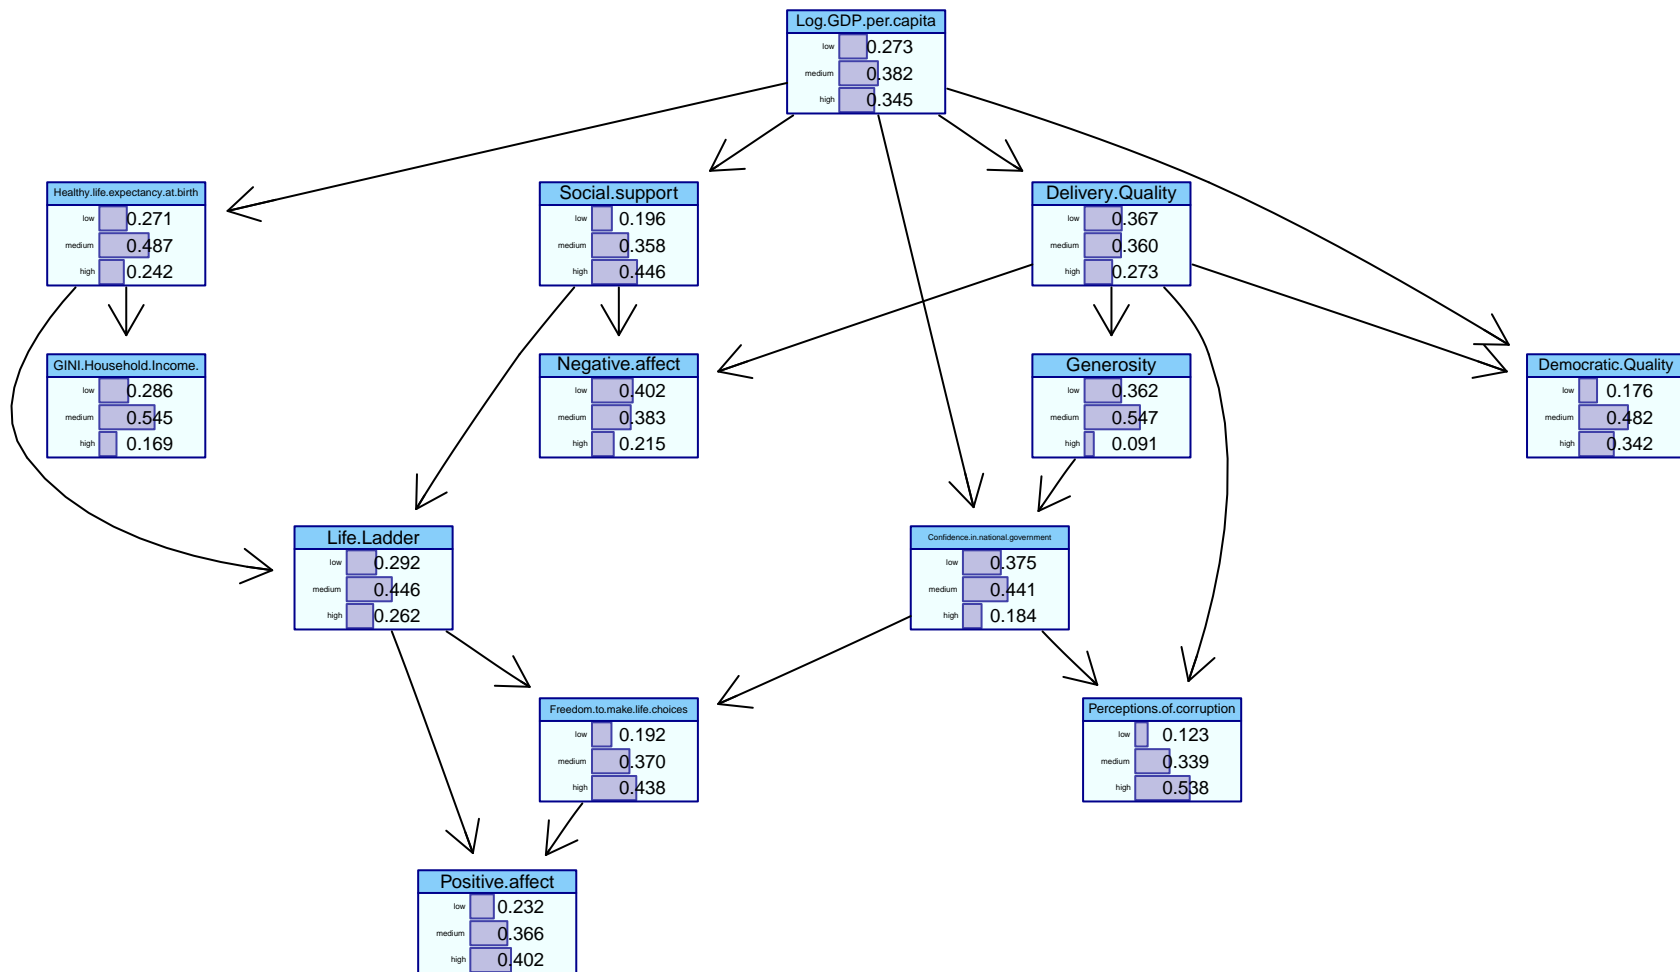 Log.GDP.per.capita
low 0.273
medium 0.382
high 0.345
Healthy.life.expectancy.at.birth
low 0.271
medium 0.487
high 0.242
Social.support
low 0.196
medium 0.358
high 0.446
Delivery.Quality
low 0.367
medium 0.360
high 0.273
GINI.Household.Income.
low 0.286
medium 0.545
high 0.169
Negative.affect
low 0.402
medium 0.383
high 0.215
Generosity
low 0.362
medium 0.547
high 0.091
Democratic.Quality
low 0.176
medium 0.482
high 0.342
Life.Ladder
low 0.292
medium 0.446
high 0.262
Confidence.in.national.government
low 0.375
medium 0.441
high 0.184
Freedom.to.make.life.choices
low 0.192
medium 0.370
high 0.438
Perceptions.of.corruption
low 0.123
medium 0.339
high 0.538
Positive.affect
low 0.232
medium 0.366
high 0.402